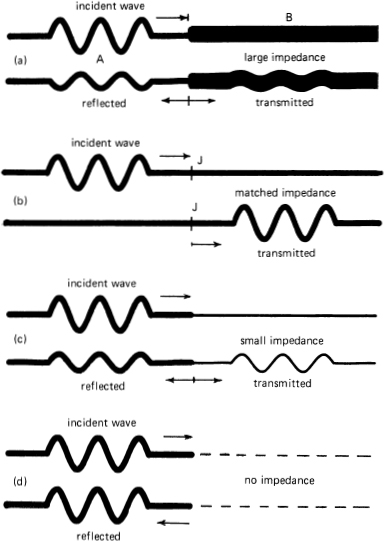 incident wave
B
(a)
A
large impedance
reflected
transmitted
incident wave
J
(b)
J
matched impedance
transmitted
incident wave
(c)
small impedance
reflected
transmitted
incident wave
(d)
no impedance
reflected